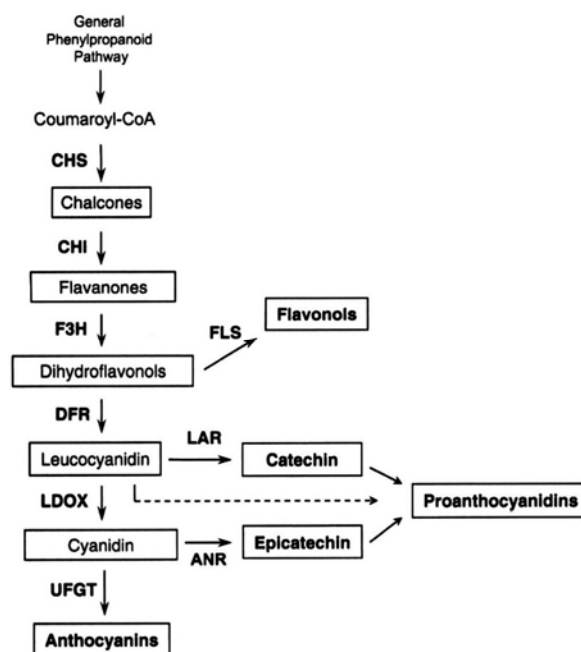 General
Phenylpropanoid
Pathway
Coumaroyl-CoA
CHS
Chalcones
CHI
Flavanones
F3H
FLS
Flavonols
Dihydroflavonols
DFR
LAR
Leucocyanidin
Catechin
LDOX
Proanthocyanidins
Cyanidin
ANR
Epicatechin
UFGT
Anthocyanins